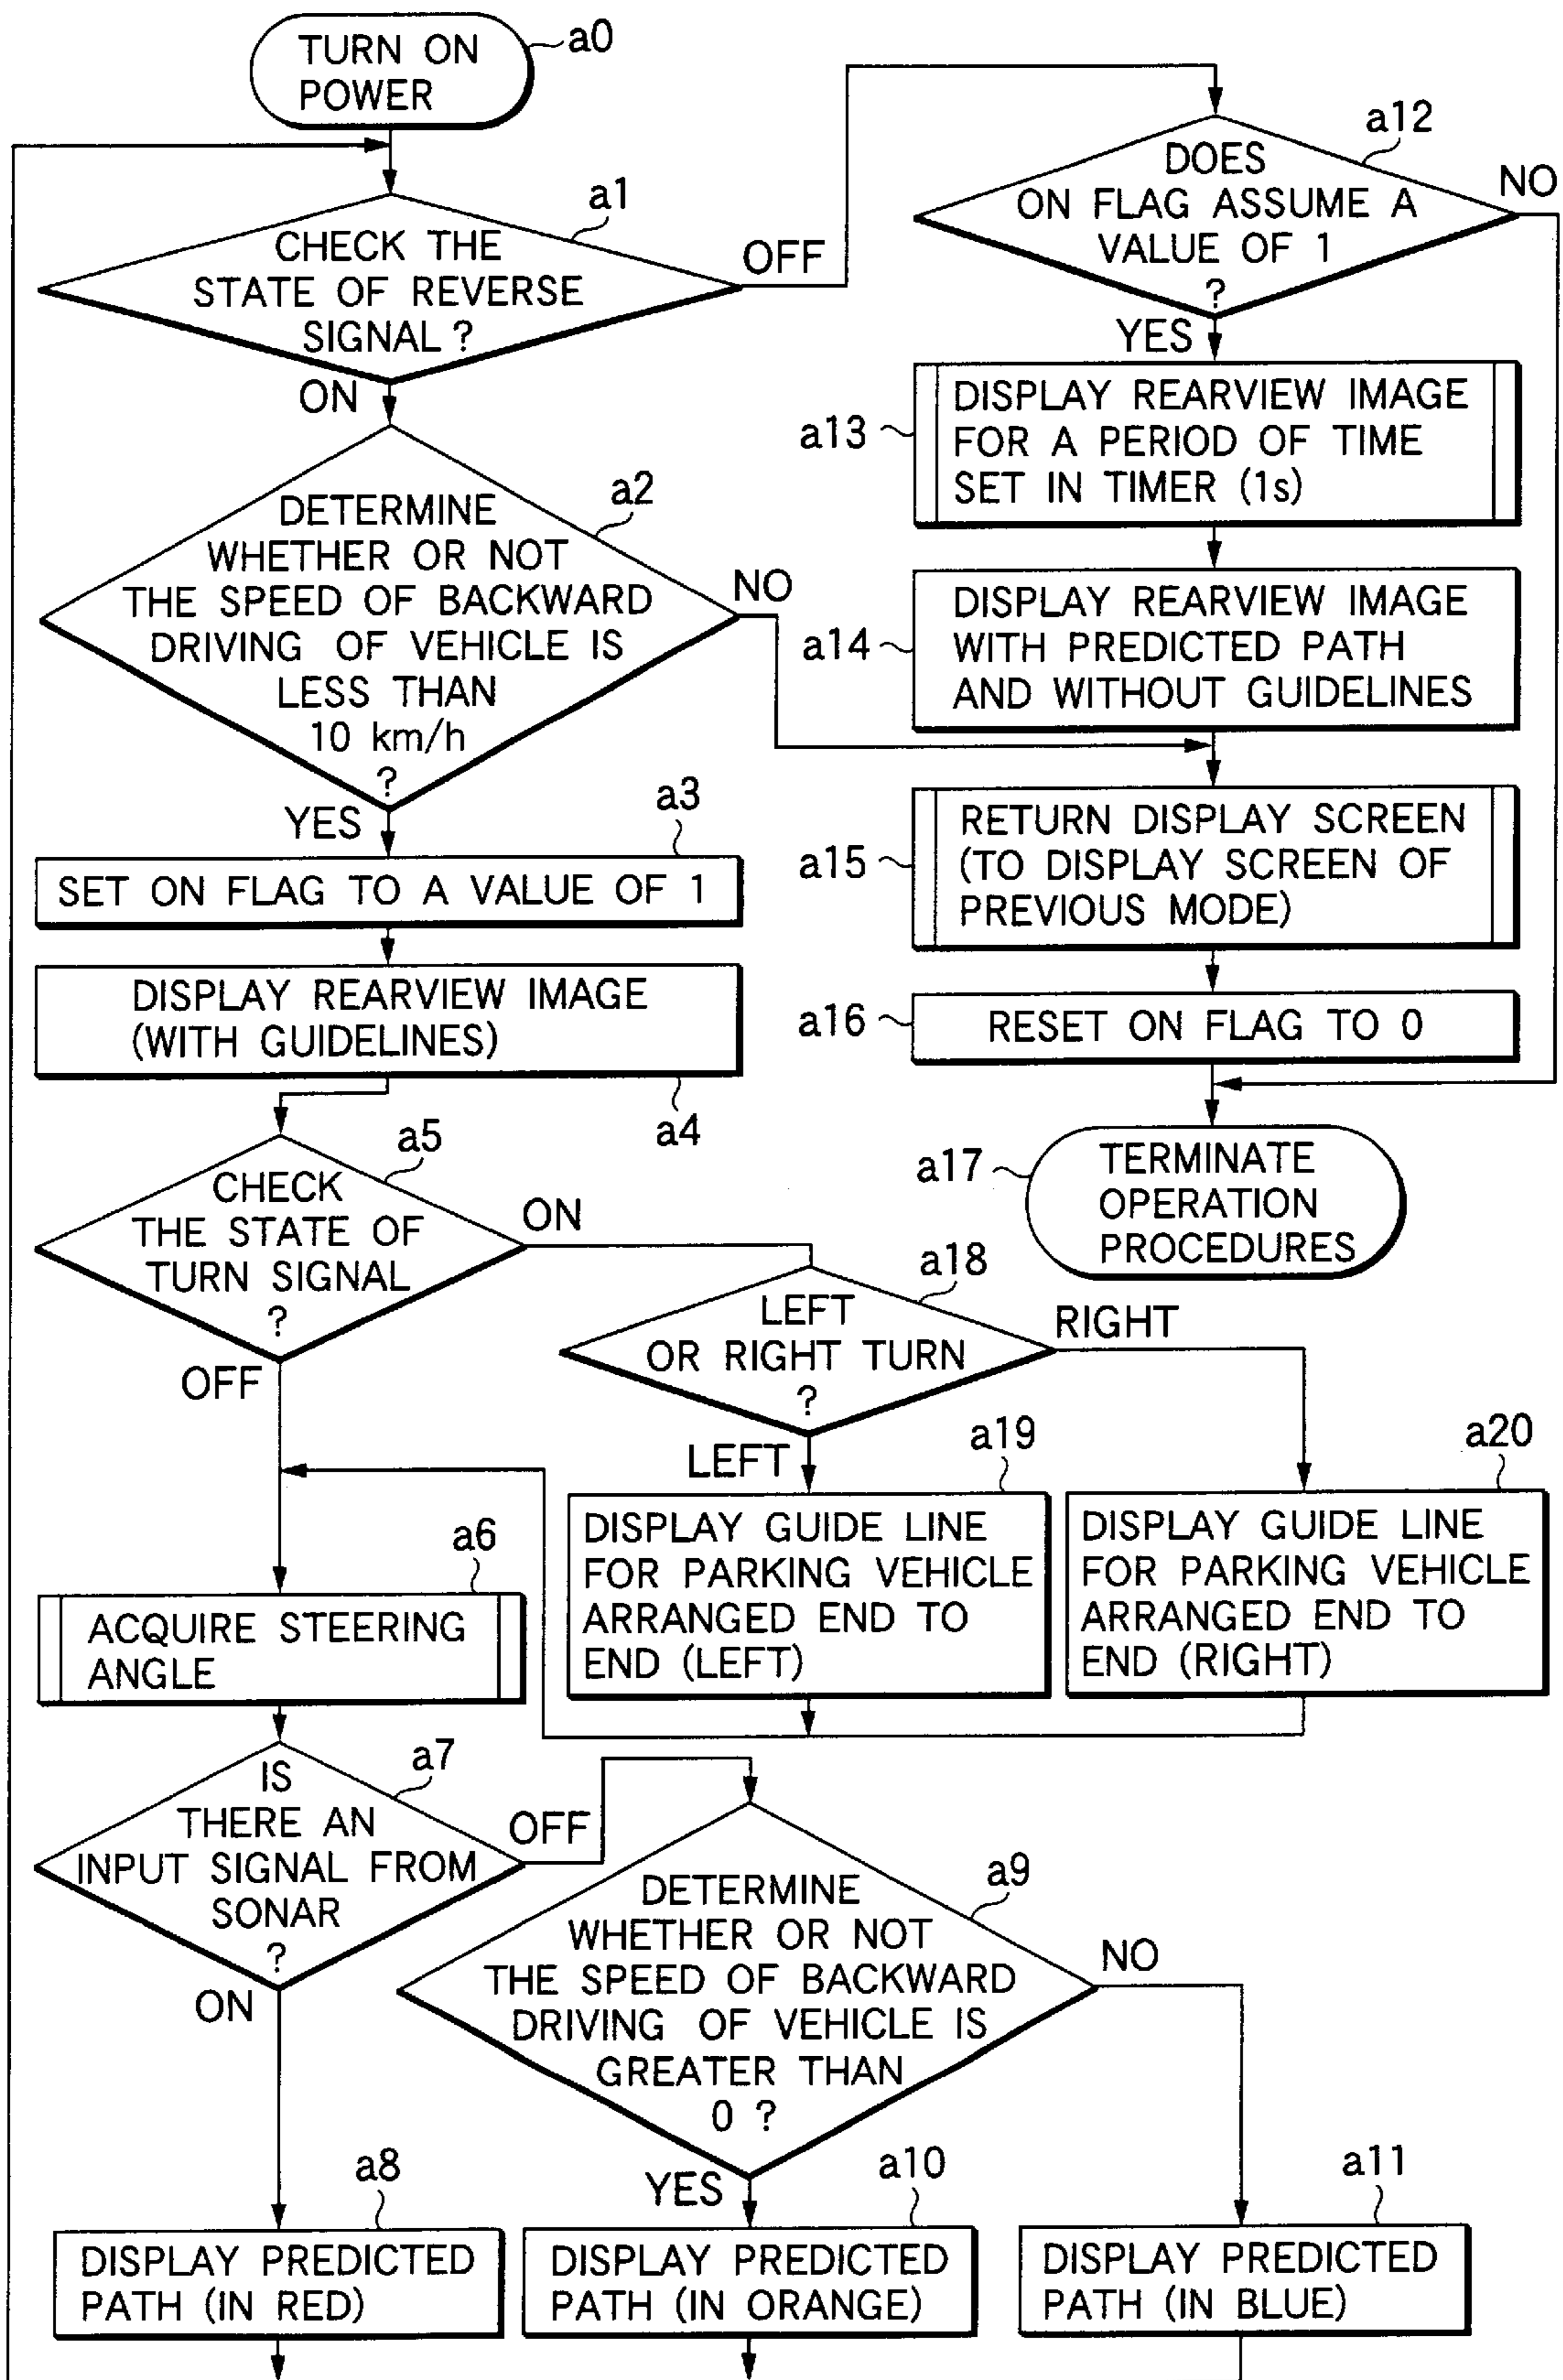 TURN ON
POWER
a0
a1
CHECK THE
STATE OF REVERSE
SIGNAL ?
OFF
ON
a2
DETERMINE
WHETHER OR NOT
THE SPEED OF BACKWARD
DRIVING OF VEHICLE IS
LESS THAN
10 km/h
?
NO
YES
a3
SET ON FLAG TO A VALUE OF 1
DISPLAY REARVIEW IMAGE
(WITH GUIDELINES)
a4
a5
CHECK
THE STATE OF
TURN SIGNAL
?
ON
OFF
a6
ACQUIRE STEERING
ANGLE
a7
IS
THERE AN
INPUT SIGNAL FROM
SONAR
?
OFF
ON
a8
DISPLAY PREDICTED
PATH (IN RED)
a9
DETERMINE
WHETHER OR NOT
THE SPEED OF BACKWARD
DRIVING OF VEHICLE IS
GREATER THAN
0 ?
NO
YES
a10
DISPLAY PREDICTED
PATH (IN ORANGE)
a11
DISPLAY PREDICTED
PATH (IN BLUE)
a12
DOES
ON FLAG ASSUME A
VALUE OF 1
?
NO
YES
a13
DISPLAY REARVIEW IMAGE
FOR A PERIOD OF TIME
SET IN TIMER (1s)
a14
DISPLAY REARVIEW IMAGE
WITH PREDICTED PATH
AND WITHOUT GUIDELINES
a15
RETURN DISPLAY SCREEN
(TO DISPLAY SCREEN OF
PREVIOUS MODE)
a16
RESET ON FLAG TO 0
a17
TERMINATE
OPERATION
PROCEDURES
a18
LEFT
OR RIGHT TURN
?
RIGHT
LEFT
a19
DISPLAY GUIDE LINE
FOR PARKING VEHICLE
ARRANGED END TO
END (LEFT)
a20
DISPLAY GUIDE LINE
FOR PARKING VEHICLE
ARRANGED END TO
END (RIGHT)